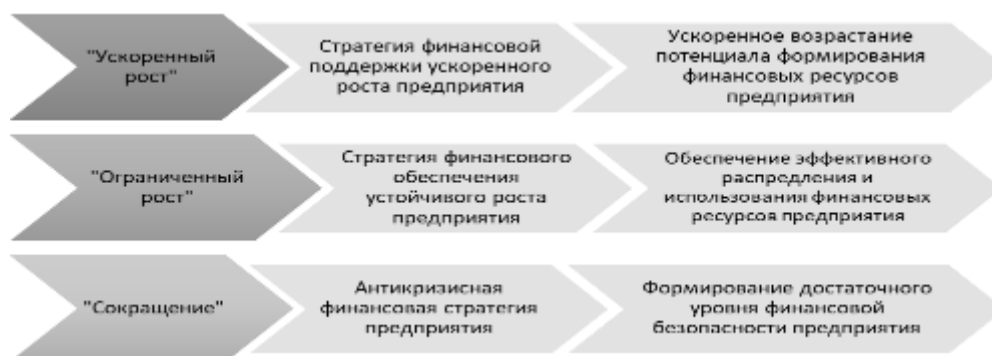 "Ускоренный
рост"
Стратегия финансовой
поддержки ускоренного
роста предприятия
Ускоренное возрастание
потенциала формирования
финансовых ресурсов
предприятия
"Ограниченный
рост"
Стратегия финансового
обеспечения
устойчивого роста
предприятия
Обеспечение эффективного
распредления и
использования финансовых
ресурсов предприятия
"Сокращение"
Антикризисная
финансовая стратегия
предприятия
Формирование достаточного
уровня финансовой
безопасности предприятия